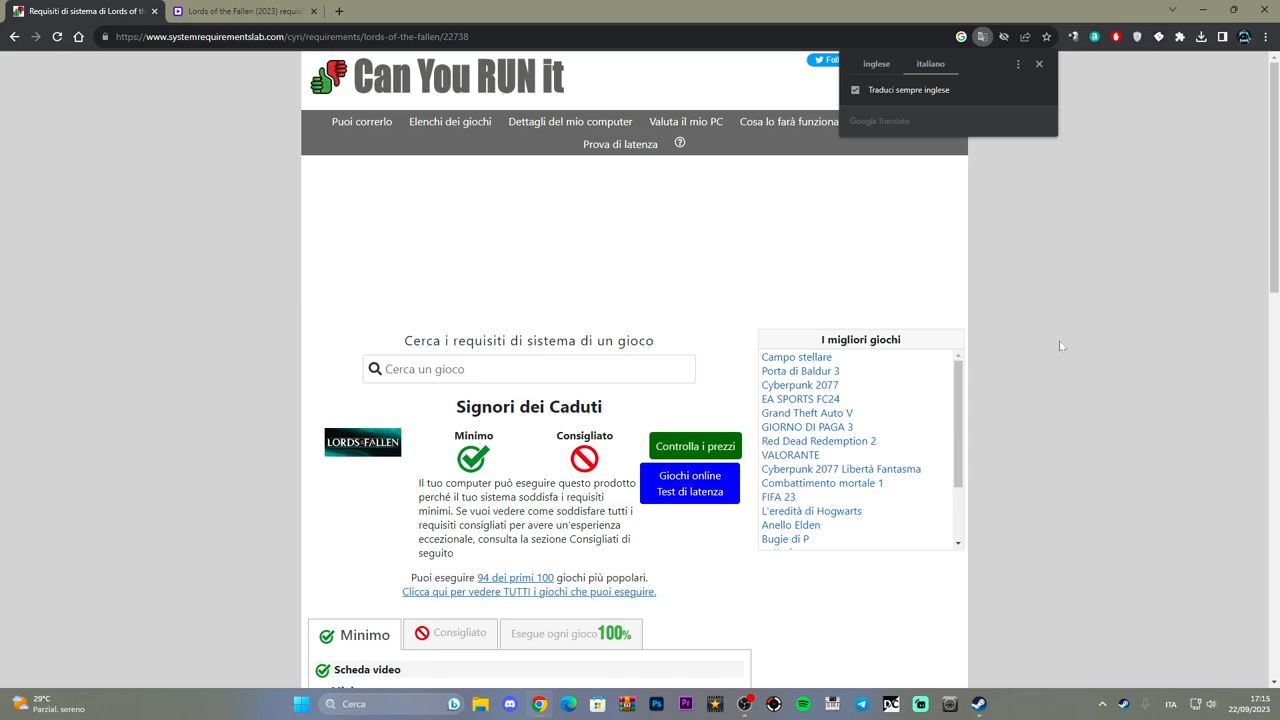 Requisiti di sistema di Lords of th
Lords of the Fallen (2023) racco
https://www.systemrequirementslab.com/cyri/requirements/lords-of-the-fallen/22738
inglese
italiano
Traduci sempre inglese
Google Translate
Can You RUN it
Foll
Puoi correrlo
Elenchi dei giochi
Dettagli del mio computer
Valuta il mio PC
Cosa lo farà funziona
Prova di latenza
Cerca i requisiti di sistema di un gioco
Cerca un gioco
Signori dei Caduti
LORDS OF THE FALLEN
Minimo
Consigliato
Controlla i prezzi
Giochi online
Test di latenza
Il tuo computer può eseguire questo prodotto
perché il tuo sistema soddisfa i requisiti
minimi. Se vuoi vedere come soddisfare tutti i
requisiti consigliati per avere un'esperienza
eccezionale, consulta la sezione Consigliati di
seguito
Puoi eseguire 94 dei primi 100 giochi più popolari.
Clicca qui per vedere TUTTI i giochi che puoi eseguire.
I migliori giochi
Campo stellare
Porta di Baldur 3
Cyberpunk 2077
EA SPORTS FC24
Grand Theft Auto V
GIORNO DI PAGA 3
Red Dead Redemption 2
VALORANTE
Cyberpunk 2077 Libertà Fantasma
Combattimento mortale 1
FIFA 23
L'eredità di Hogwarts
Anello Elden
Bugie di P
Minimo
Consigliato
Esegue ogni gioco 100%
Scheda video
29°C
Parzial. sereno
Cerca
ITA
17:15
22/09/2023